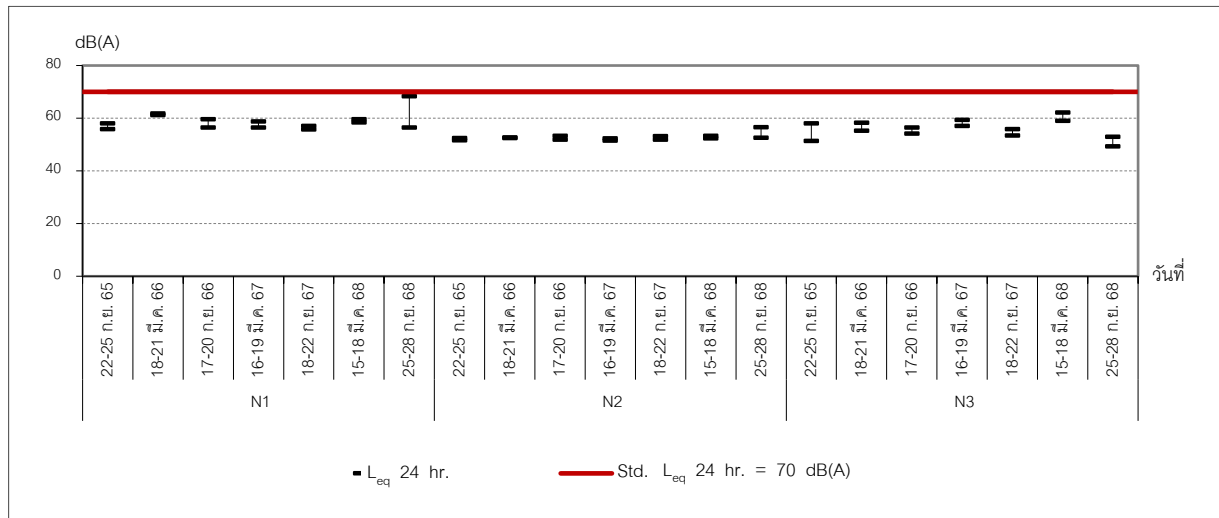 dB(A)
80
60
40
20
0
วันที่
22-25 ก.ย. 65
18-21 มี.ค. 66
17-20 ก.ย. 66
16-19 มี.ค. 67
18-22 ก.ย. 67
15-18 มี.ค. 68
25-28 ก.ย. 68
22-25 ก.ย. 65
18-21 มี.ค. 66
17-20 ก.ย. 66
16-19 มี.ค. 67
18-22 ก.ย. 67
15-18 มี.ค. 68
25-28 ก.ย. 68
22-25 ก.ย. 65
18-21 มี.ค. 66
17-20 ก.ย. 66
16-19 มี.ค. 67
18-22 ก.ย. 67
15-18 มี.ค. 68
25-28 ก.ย. 68
N1 N2 N3
Leq 24 hr. Std. Leq 24 hr. = 70 dB(A)